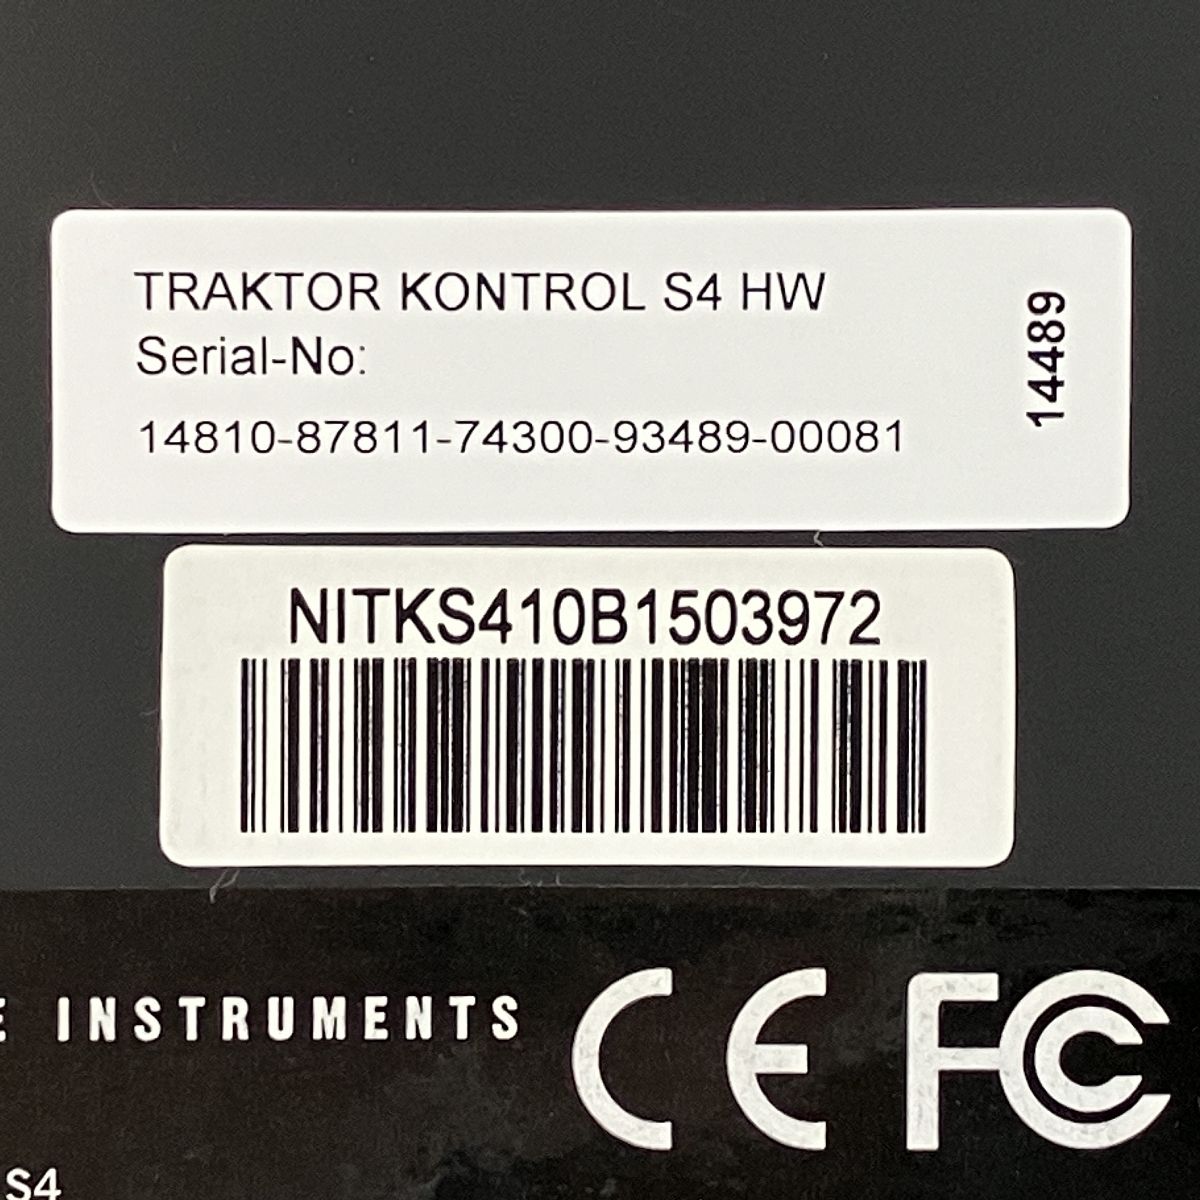 TRAKTOR KONTROL S4 HW
Serial-No:
14810-87811-74300-93489-00081
14489
NITKS410B1503972
E INSTRUMENTS
CE FC
S4